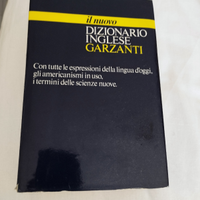 il nuovo
DIZIONARIO
INGLESE
GARZANTI
Con tutte le espressioni della lingua d'oggi,
gli americanismi in uso,
i termini delle scienze nuove.